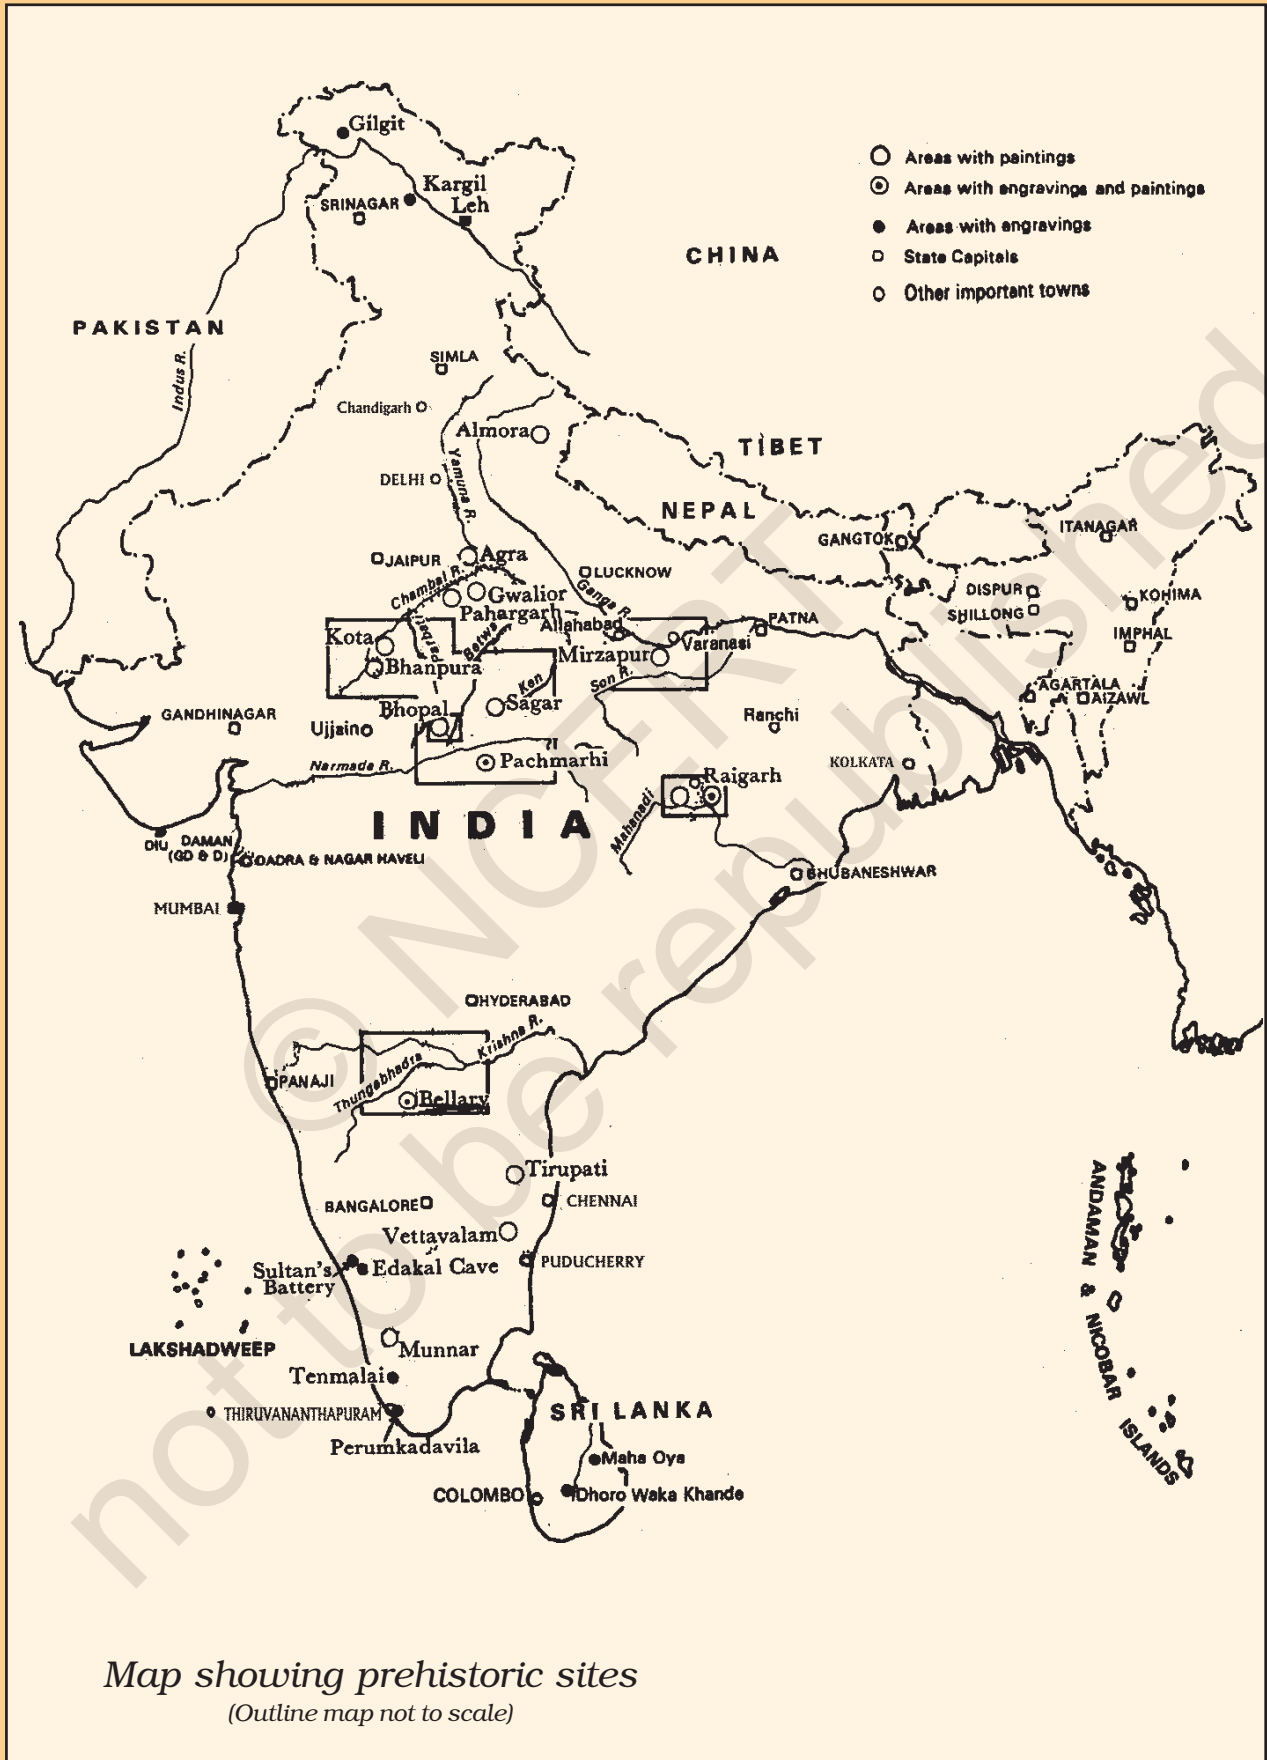 Gilgit
Kargil
Leh
SRINAGAR
Areas with paintings
Areas with engravings and paintings
Areas with engravings
State Capitals
Other important towns
CHINA
PAKISTAN
Indus R.
SIMLA
Chandigarh
Almora
TIBET
DELHI
Yamuna R.
NEPAL
GANGTOK
ITANAGAR
JAIPUR
Agra
LUCKNOW
Chambal R.
Gwalior
Ganga R.
DISPUR
KOHIMA
Pahargarh
SHILLONG
Allahabad
PATNA
Kota
Parbati
Betwa
Varanasi
IMPHAL
Bhanpura
Mirzapur
Ken
Son R.
AGARTALA
AIZAWL
Bhopal
Sagar
GANDHINAGAR
Ujjain
Ranchi
Narmada R.
Pachmarhi
KOLKATA
Raigarh
INDIA
Mahanadi
DIU
DAMAN
(GD & D)
DADRA & NAGAR HAVELI
BHUBANESHWAR
MUMBAI
HYDERABAD
Krishna R.
PANAJI
Thungabhadra
Bellary
Tirupati
BANGALORE
CHENNAI
Vettavalam
Sultan's
Battery
Edakal Cave
PUDUCHERRY
LAKSHADWEEP
Munnar
Tenmalai
THIRUVANANTHAPURAM
SRI LANKA
Perumkadavila
Maha Oya
COLOMBO
Dhoro Waka Khande
ANDAMAN & NICOBAR ISLANDS
© NCERT
not to be republished
Map showing prehistoric sites
(Outline map not to scale)